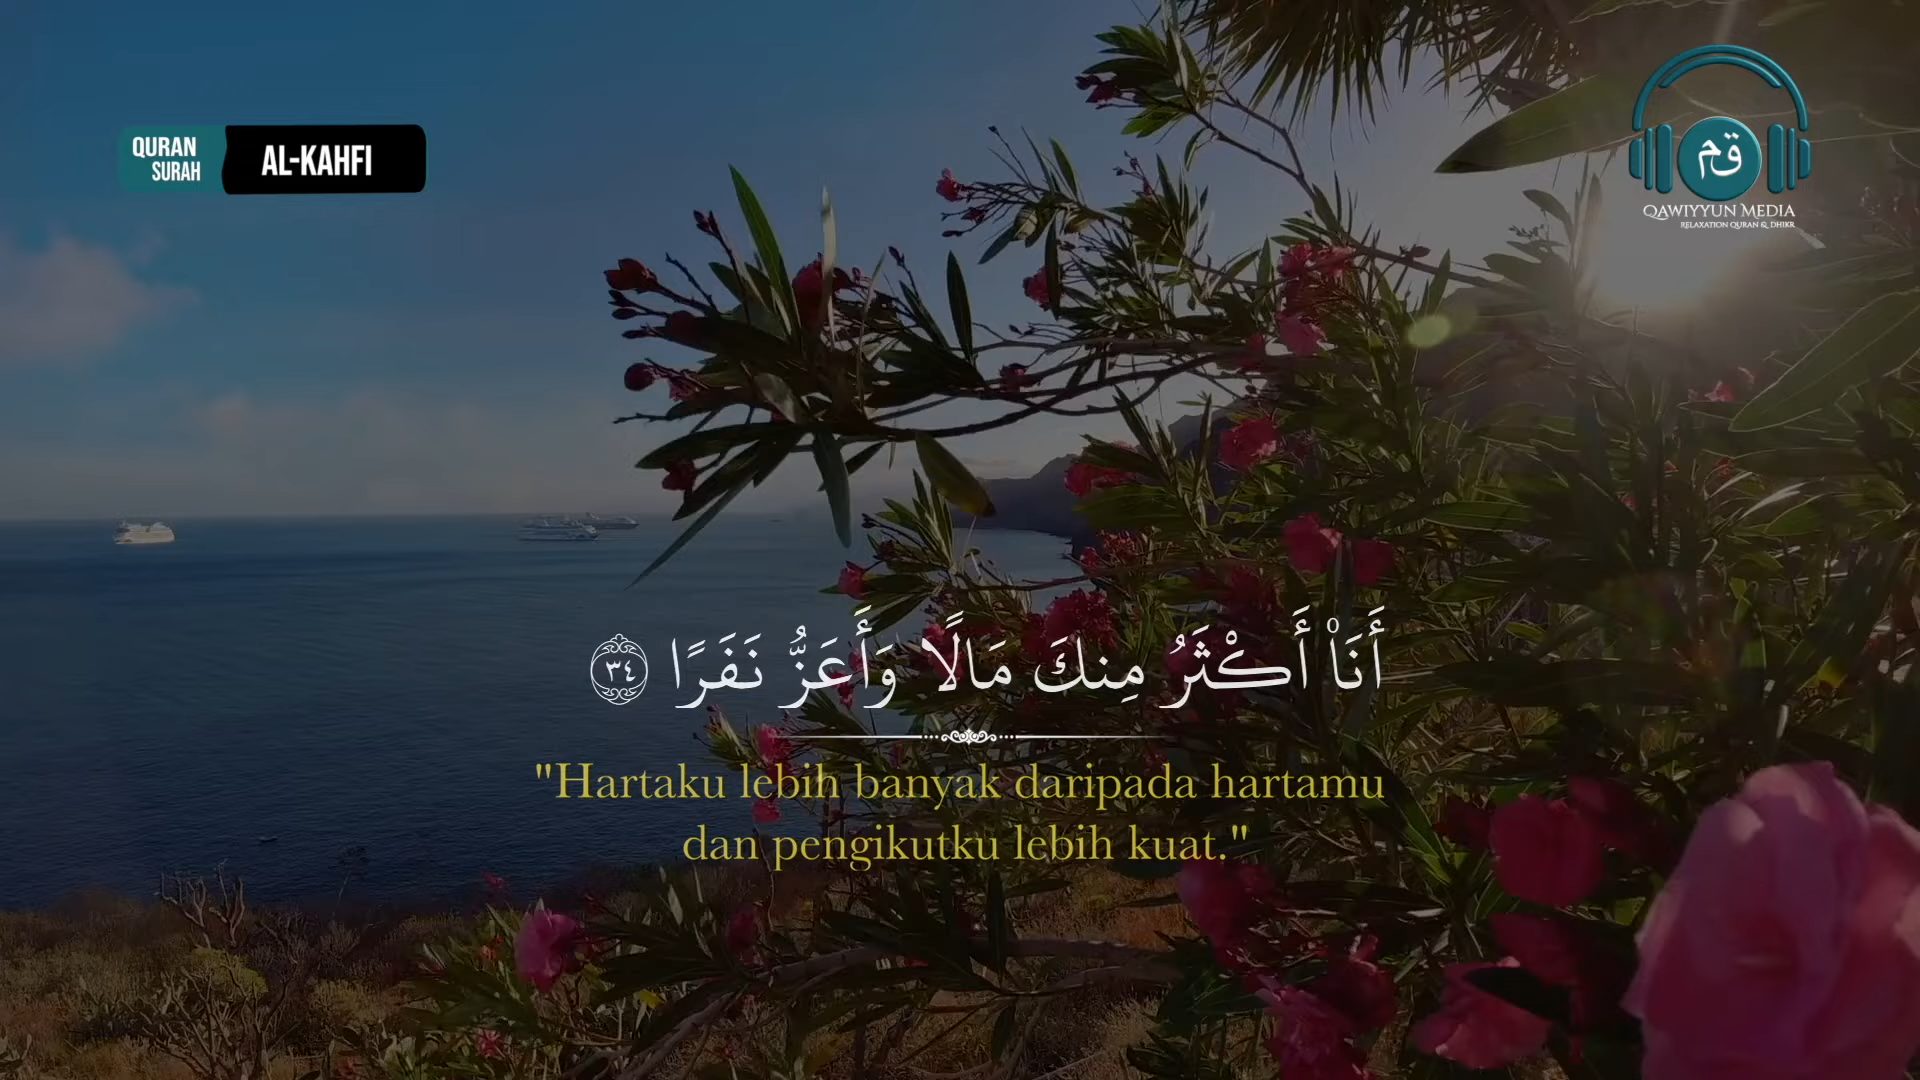 QURAN
SURAH
AL-KAHFI
قم
QAWIYYUN MEDIA
RELAXATION QURAN & DHIKR
أَنَا۠ أَكْثَرُ مِنكَ مَالًا وَأَعَزُّ نَفَرًا ٣٤
"Hartaku lebih banyak daripada hartamu
dan pengikutku lebih kuat."